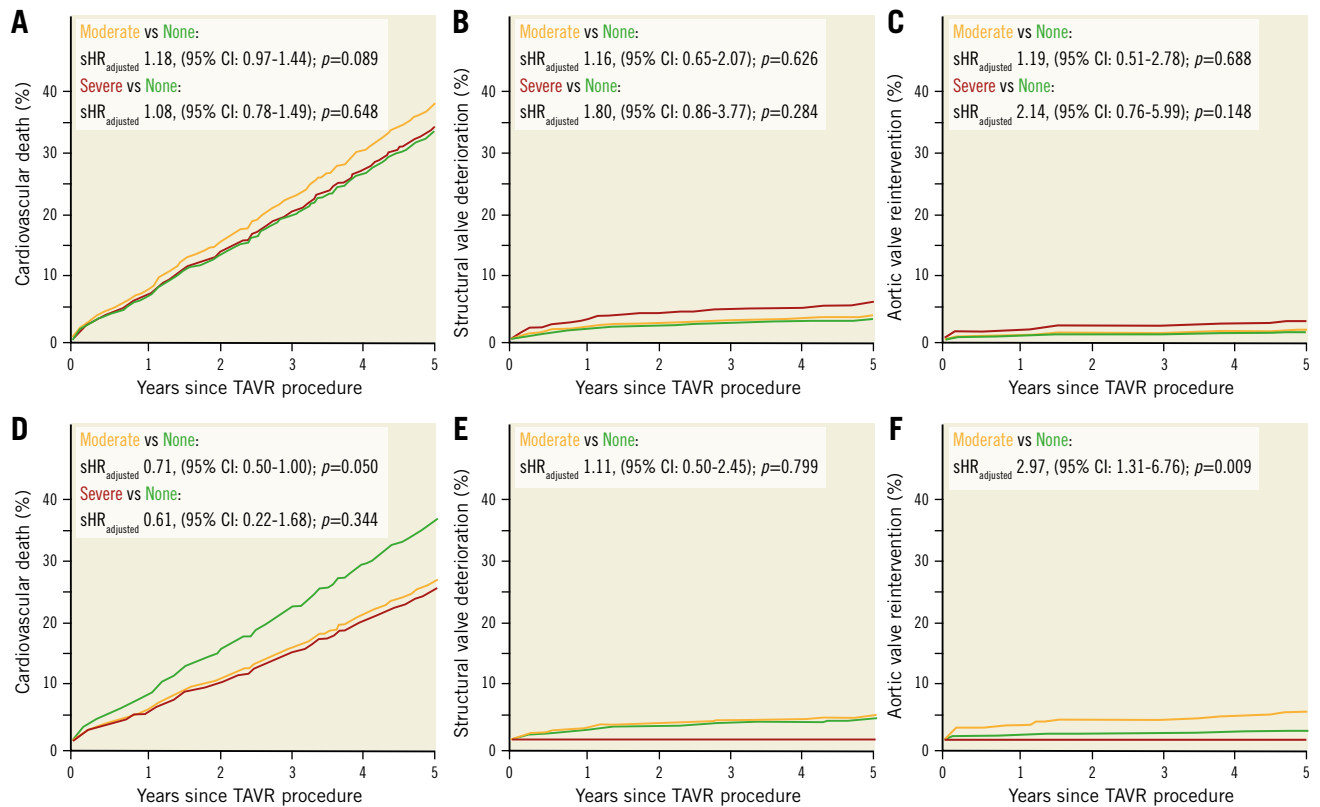 A
Moderate vs None:
sHRadjusted 1.18, (95% CI: 0.97-1.44); p=0.089
Severe vs None:
sHRadjusted 1.08, (95% CI: 0.78-1.49); p=0.648
Cardiovascular death (%)
40
30
20
10
0
0 1 2 3 4 5
Years since TAVR procedure
B
Moderate vs None:
sHRadjusted 1.16, (95% CI: 0.65-2.07); p=0.626
Severe vs None:
sHRadjusted 1.80, (95% CI: 0.86-3.77); p=0.284
Structural valve deterioration (%)
40
30
20
10
0
0 1 2 3 4 5
Years since TAVR procedure
C
Moderate vs None:
sHRadjusted 1.19, (95% CI: 0.51-2.78); p=0.688
Severe vs None:
sHRadjusted 2.14, (95% CI: 0.76-5.99); p=0.148
Aortic valve reintervention (%)
40
30
20
10
0
0 1 2 3 4 5
Years since TAVR procedure
D
Moderate vs None:
sHRadjusted 0.71, (95% CI: 0.50-1.00); p=0.050
Severe vs None:
sHRadjusted 0.61, (95% CI: 0.22-1.68); p=0.344
Cardiovascular death (%)
40
30
20
10
0
0 1 2 3 4 5
Years since TAVR procedure
E
Moderate vs None:
sHRadjusted 1.11, (95% CI: 0.50-2.45); p=0.799
Structural valve deterioration (%)
40
30
20
10
0
0 1 2 3 4 5
Years since TAVR procedure
F
Moderate vs None:
sHRadjusted 2.97, (95% CI: 1.31-6.76); p=0.009
Aortic valve reintervention (%)
40
30
20
10
0
0 1 2 3 4 5
Years since TAVR procedure